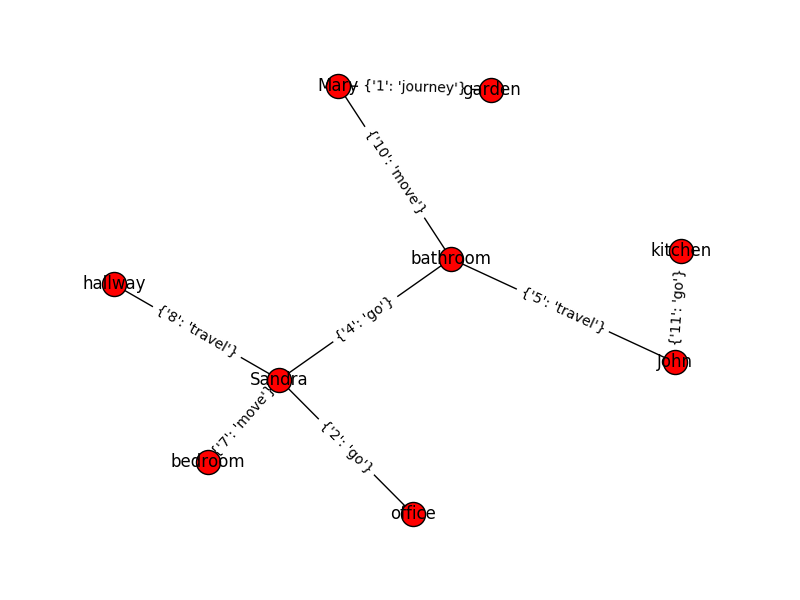 Mary
{'1': 'journey'}
garden
{'10': 'move'}
kitchen
bathroom
hallway
{'11': 'go'}
{'5': 'travel'}
{'4': 'go'}
{'8': 'travel'}
John
Sandra
{'7': 'move'}
{'2': 'go'}
bedroom
office